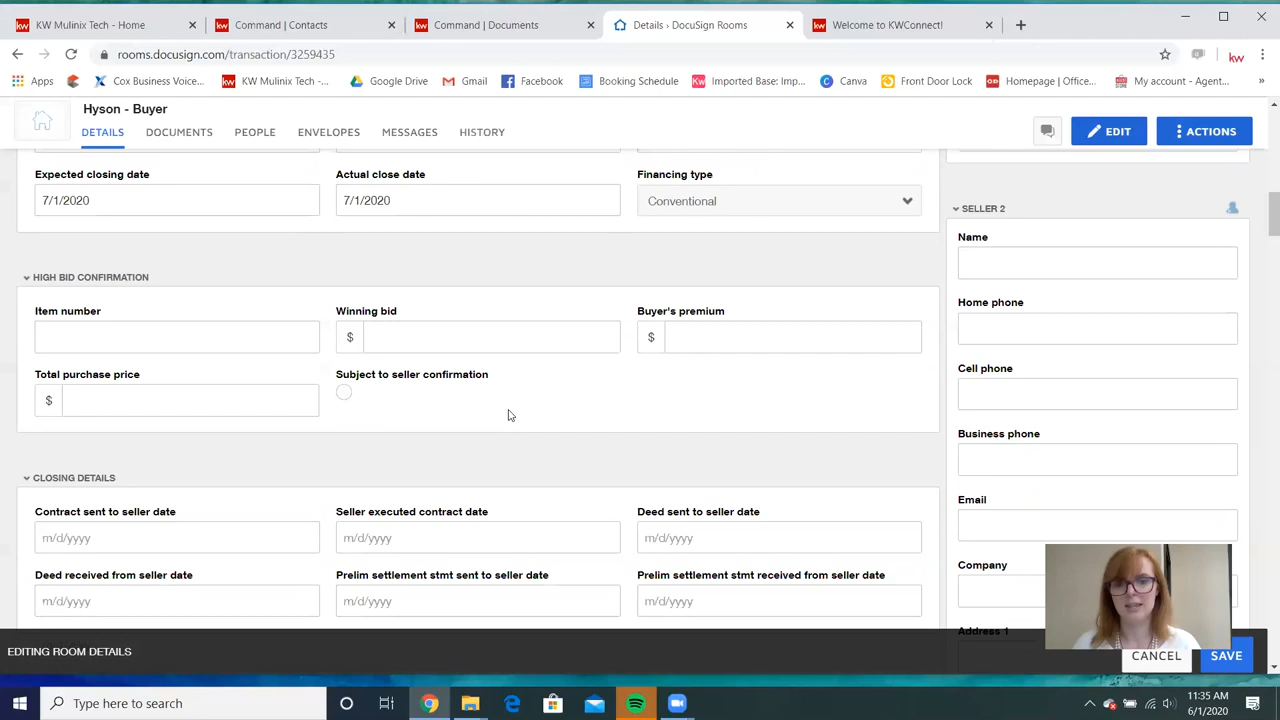 KW Mulinix Tech - Home
Command | Contacts
Command | Documents
Details › DocuSign Rooms
Welcome to KWConnect!
rooms.docusign.com/transaction/3259435
kw
Apps
Cox Business Voice...
KW Mulinix Tech -...
Google Drive
Gmail
Facebook
Booking Schedule
Imported Base: Imp...
Canva
Front Door Lock
Homepage | Office...
My account - Agent...
»
Hyson - Buyer
DETAILS DOCUMENTS PEOPLE ENVELOPES MESSAGES HISTORY
EDIT
ACTIONS
Expected closing date Actual close date Financing type
7/1/2020 7/1/2020 Conventional
SELLER 2
Name
HIGH BID CONFIRMATION
Item number Winning bid Buyer's premium
Home phone
$ $
Total purchase price Subject to seller confirmation
Cell phone
$
Business phone
CLOSING DETAILS
Email
Contract sent to seller date Seller executed contract date Deed sent to seller date
m/d/yyyy m/d/yyyy m/d/yyyy
Company
Deed received from seller date Prelim settlement stmt sent to seller date Prelim settlement stmt received from seller date
m/d/yyyy m/d/yyyy m/d/yyyy
Address 1
EDITING ROOM DETAILS
CANCEL SAVE
Type here to search
11:35 AM
6/1/2020